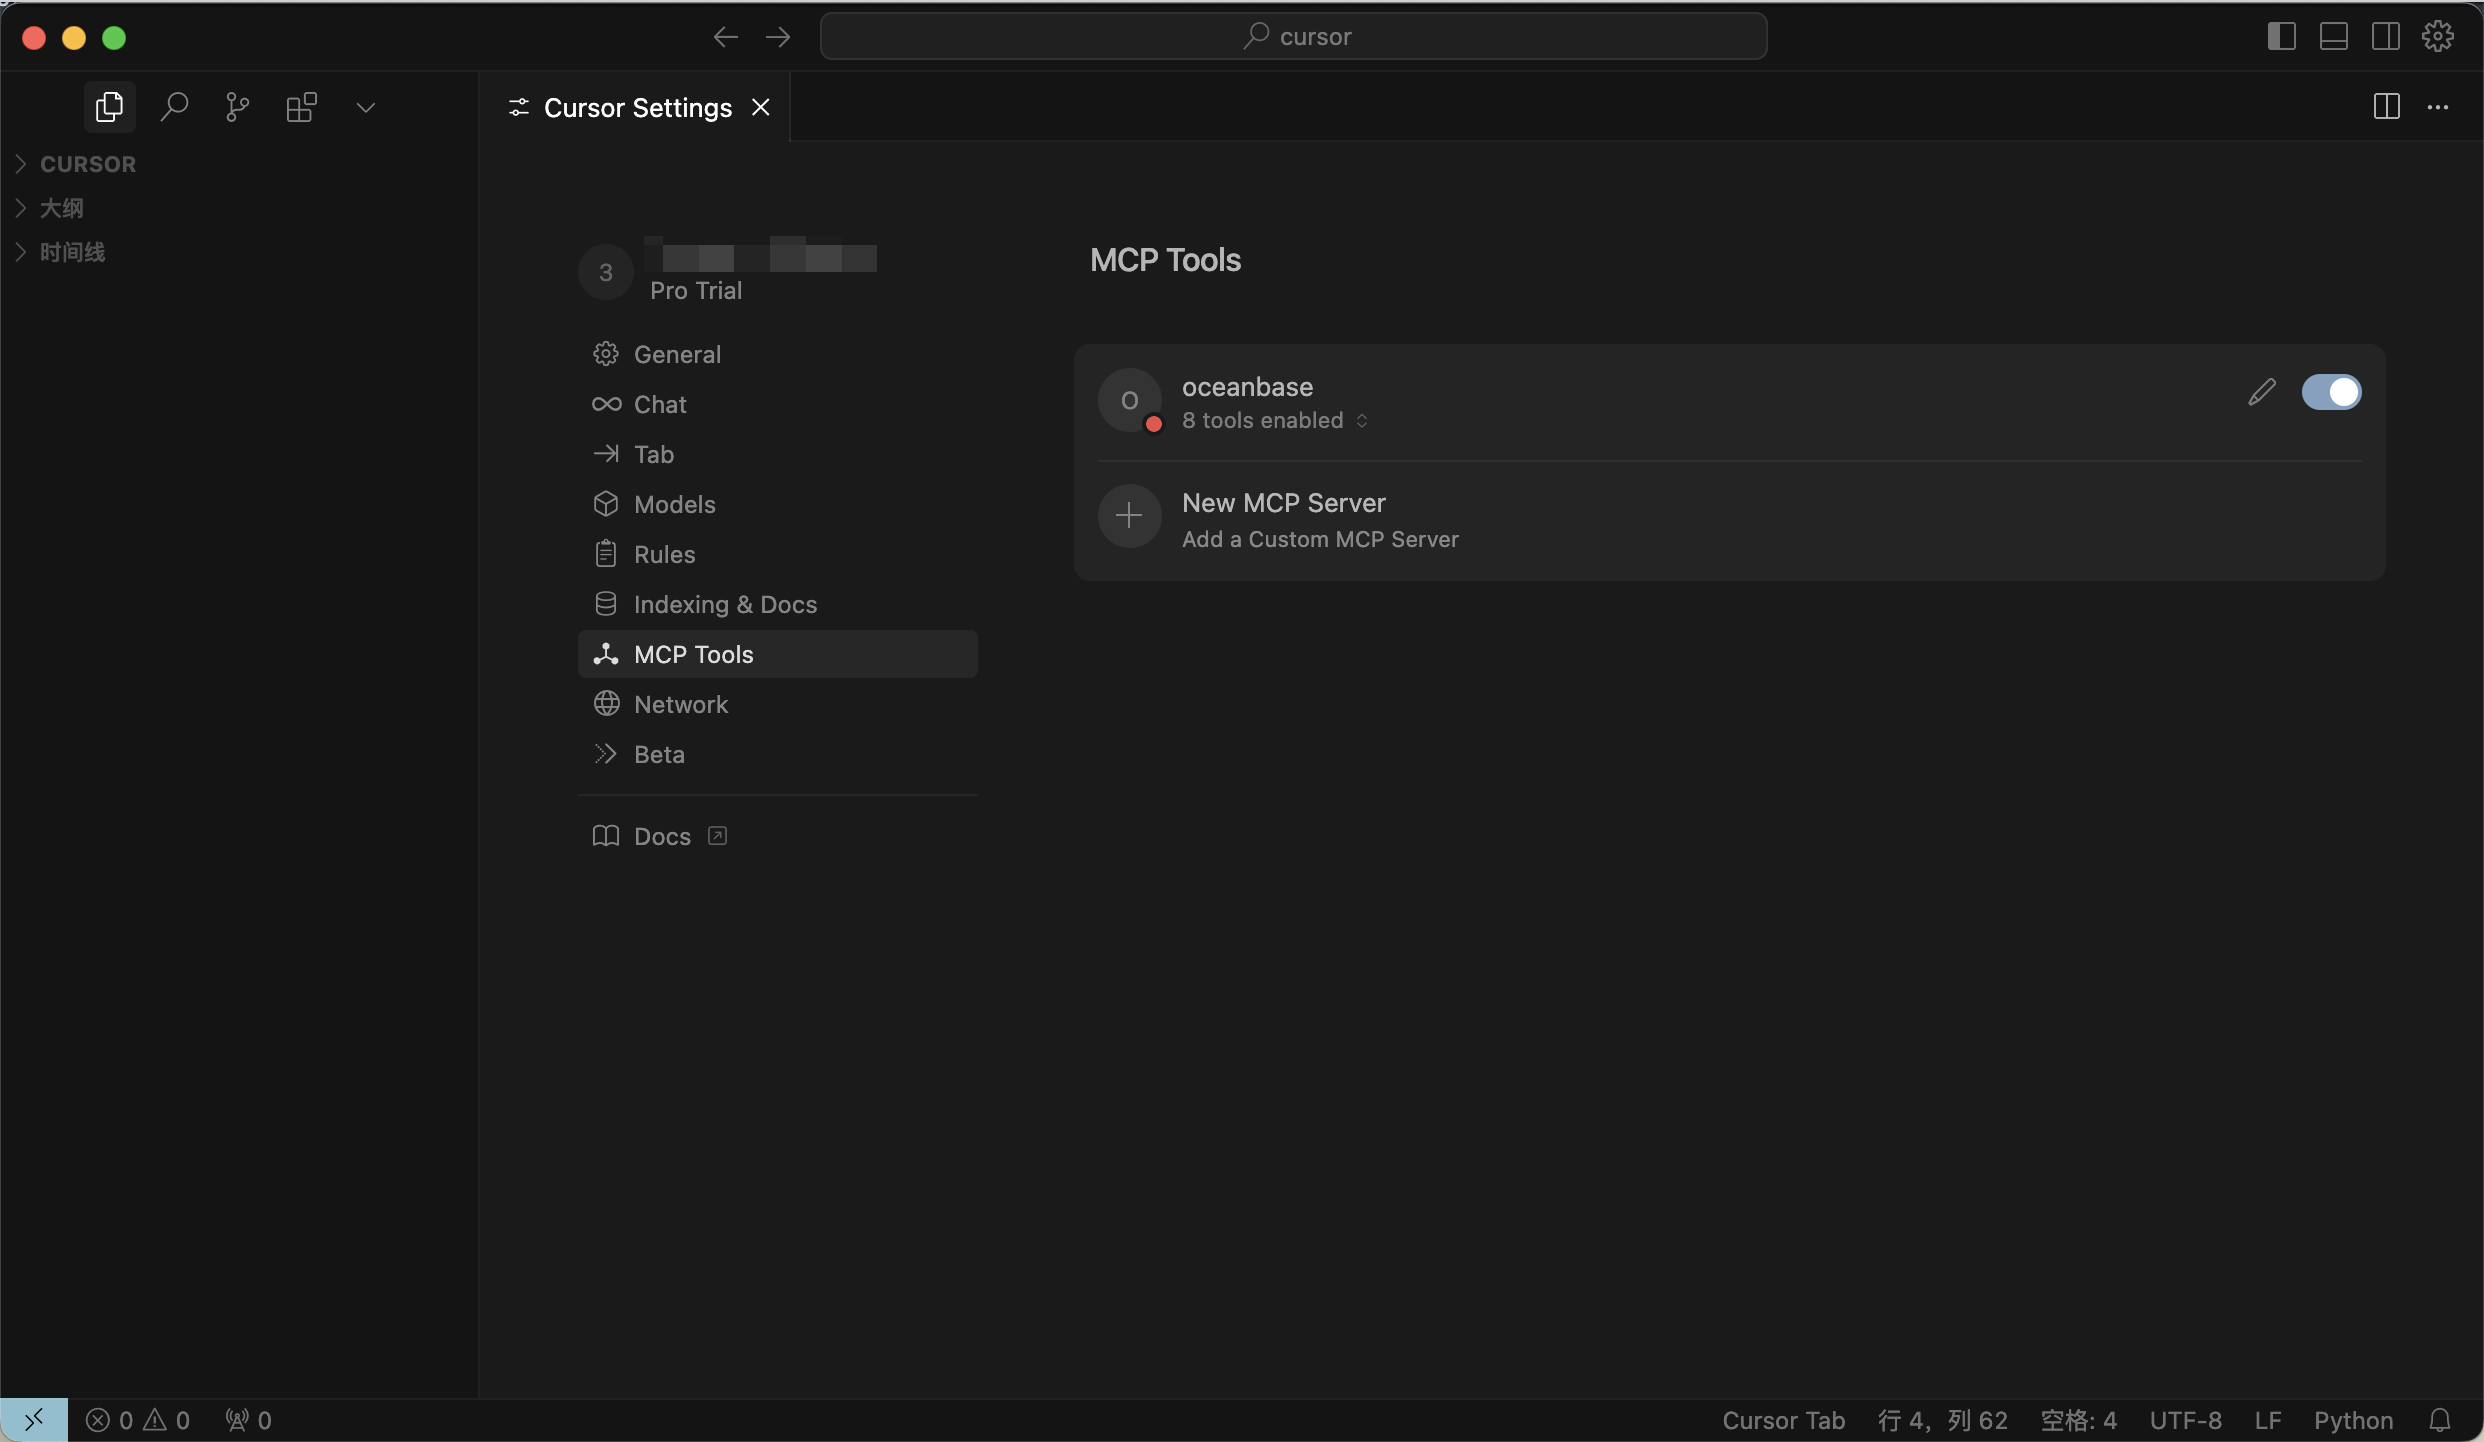 cursor
Cursor Settings
CURSOR
大纲
时间线
3
Pro Trial
General
Chat
Tab
Models
Rules
Indexing & Docs
MCP Tools
Network
Beta
Docs
MCP Tools
o
oceanbase
8 tools enabled
New MCP Server
Add a Custom MCP Server
0 0 0
Cursor Tab 行 4，列 62 空格: 4 UTF-8 LF Python